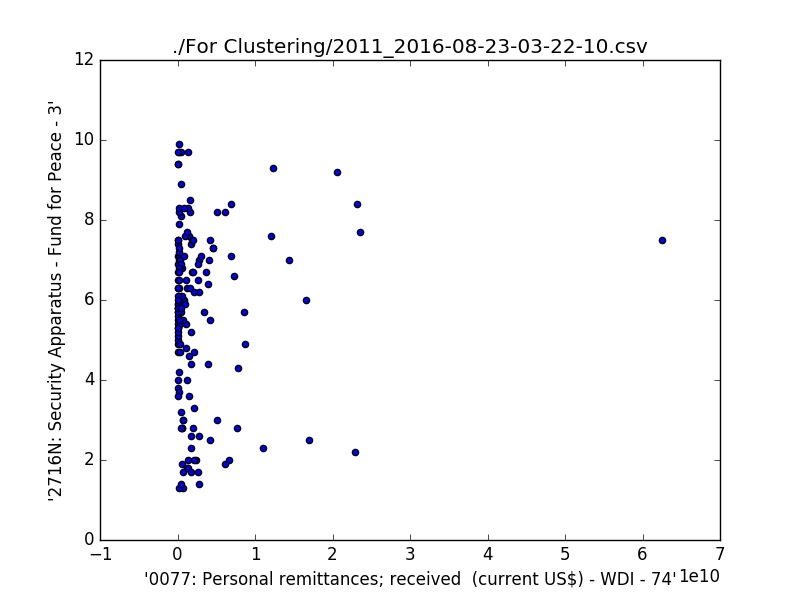 ./For Clustering/2011_2016-08-23-03-22-10.csv
12
10
8
6
4
2
0
'2716N: Security Apparatus - Fund for Peace - 3'
−1 0 1 2 3 4 5 6 7
1e10
'0077: Personal remittances; received  (current US$) - WDI - 74'